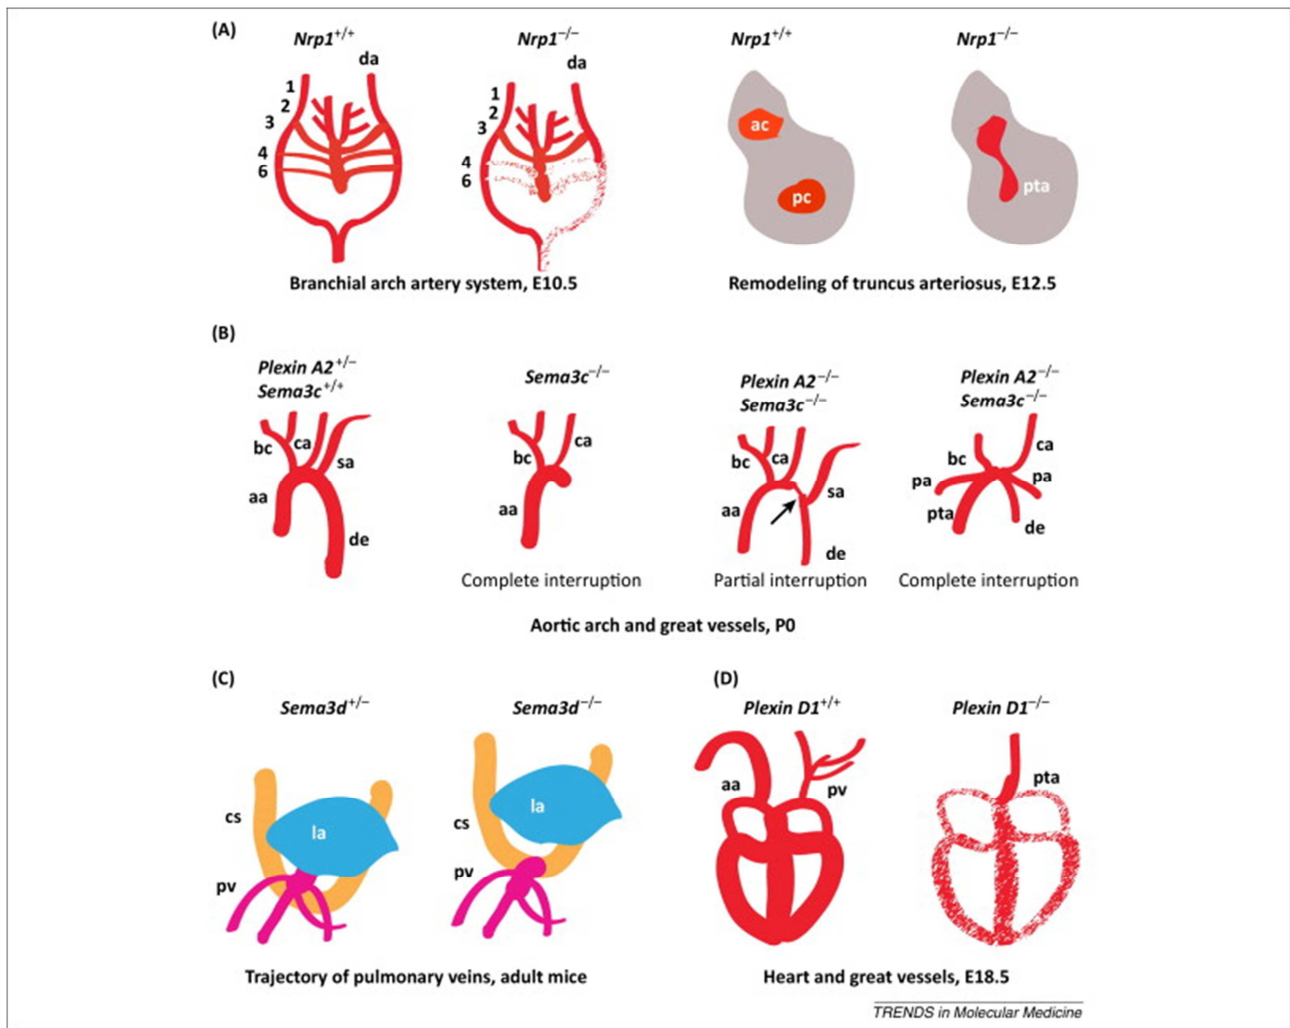 (A)
Nrp1+/+
Nrp1−/−
Nrp1+/+
Nrp1−/−
da
1
2
3
4
6
da
1
2
3
4
6
ac
pc
pta
Branchial arch artery system, E10.5
Remodeling of truncus arteriosus, E12.5
(B)
Plexin A2+/−
Sema3c+/+
Sema3c−/−
Plexin A2−/−
Sema3c−/−
Plexin A2−/−
Sema3c−/−
bc
ca
sa
aa
de
bc
ca
aa
bc
ca
sa
aa
de
bc
ca
pa
pa
pta
de
Complete interruption
Partial interruption
Complete interruption
Aortic arch and great vessels, P0
(C)
Sema3d+/−
Sema3d−/−
cs
la
pv
cs
la
pv
Trajectory of pulmonary veins, adult mice
(D)
Plexin D1+/+
Plexin D1−/−
aa
pv
pta
Heart and great vessels, E18.5
TRENDS in Molecular Medicine